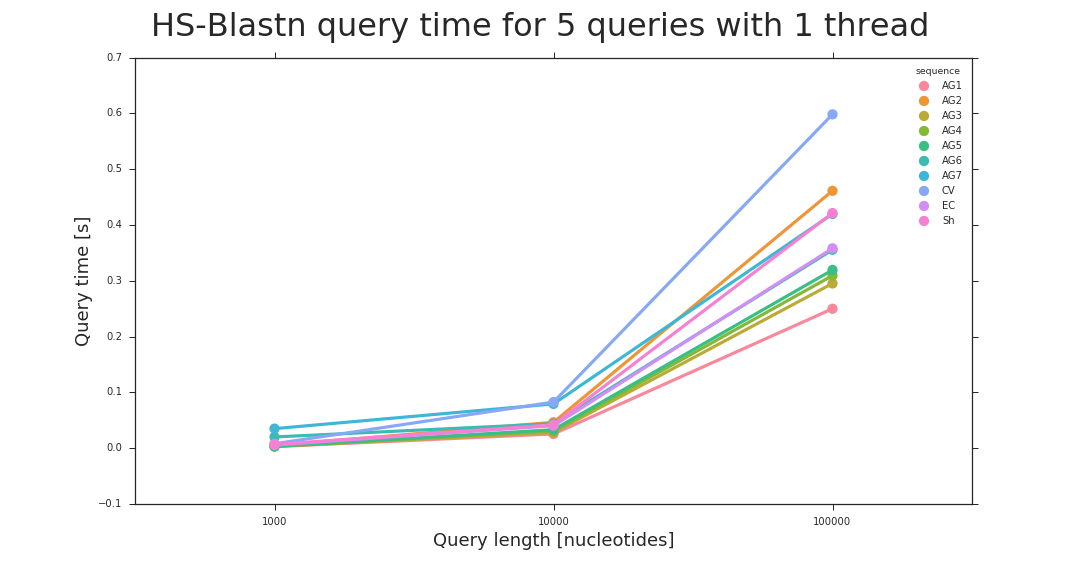 HS-Blastn query time for 5 queries with 1 thread
0.7
0.6
0.5
0.4
0.3
0.2
0.1
0.0
−0.1
Query time [s]
sequence
AG1
AG2
AG3
AG4
AG5
AG6
AG7
CV
EC
Sh
1000
10000
100000
Query length [nucleotides]